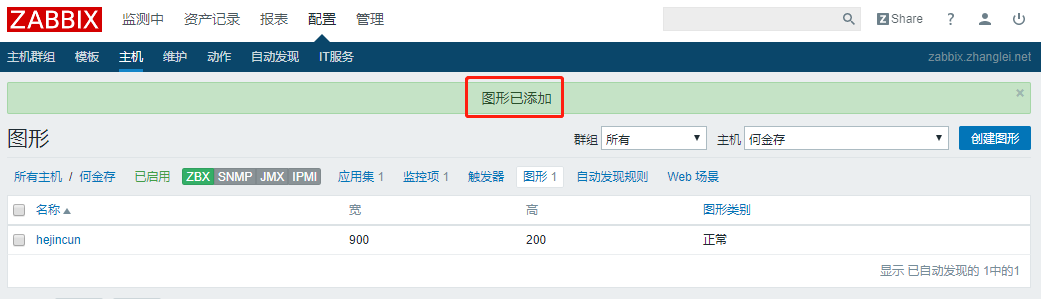 ZABBIX 监测中 资产记录 报表 配置 管理 Z Share ?
主机群组 模板 主机 维护 动作 自动发现 IT服务 zabbix.zhanglei.net
图形已添加 ×
图形 群组 所有 主机 何金存 创建图形
所有主机 / 何金存 已启用 ZBX SNMP JMX IPMI 应用集 1 监控项 1 触发器 图形 1 自动发现规则 Web 场景
名称 宽 高 图形类别
hejincun 900 200 正常
显示 已自动发现的 1中的1